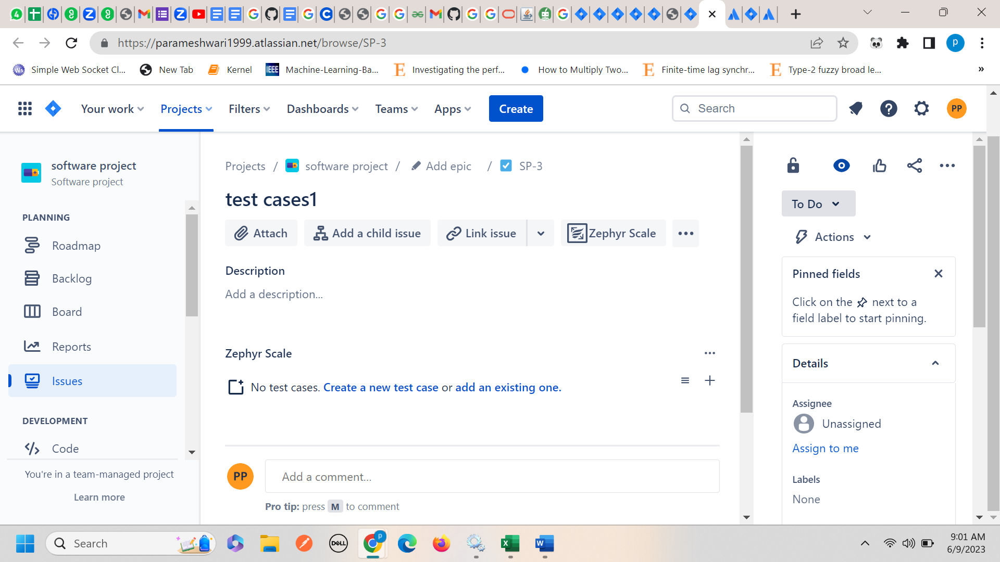 https://parameshwari1999.atlassian.net/browse/SP-3
p
Simple Web Socket Cl...
New Tab
Kernel
IEEE
Machine-Learning-Ba...
Investigating the perf...
How to Multiply Two...
Finite-time lag synchr...
Type-2 fuzzy broad le...
»
Your work
Projects
Filters
Dashboards
Teams
Apps
Create
Search
PP
software project
Software project
PLANNING
Roadmap
Backlog
Board
Reports
Issues
DEVELOPMENT
Code
You're in a team-managed project
Learn more
Projects / software project / Add epic / SP-3
test cases1
Attach
Add a child issue
Link issue
Zephyr Scale
Description
Add a description...
Zephyr Scale
No test cases. Create a new test case or add an existing one.
PP
Add a comment...
Pro tip: press M to comment
To Do
Actions
Pinned fields
Click on the next to a
field label to start pinning.
Details
Assignee
Unassigned
Assign to me
Labels
None
Search
DELL
p
9:01 AM
6/9/2023